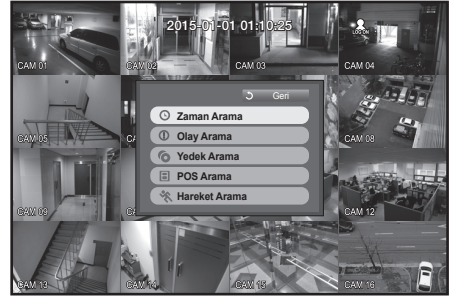 2015-01-01 01:10:25
LOG ON
CAM 01
CAM 02
CAM 03
CAM 04
Geri
Zaman Arama
Olay Arama
Yedek Arama
POS Arama
Hareket Arama
CAM 05
CAM 08
CAM 09
CAM 12
CAM 13
CAM 14
CAM 15
CAM 16